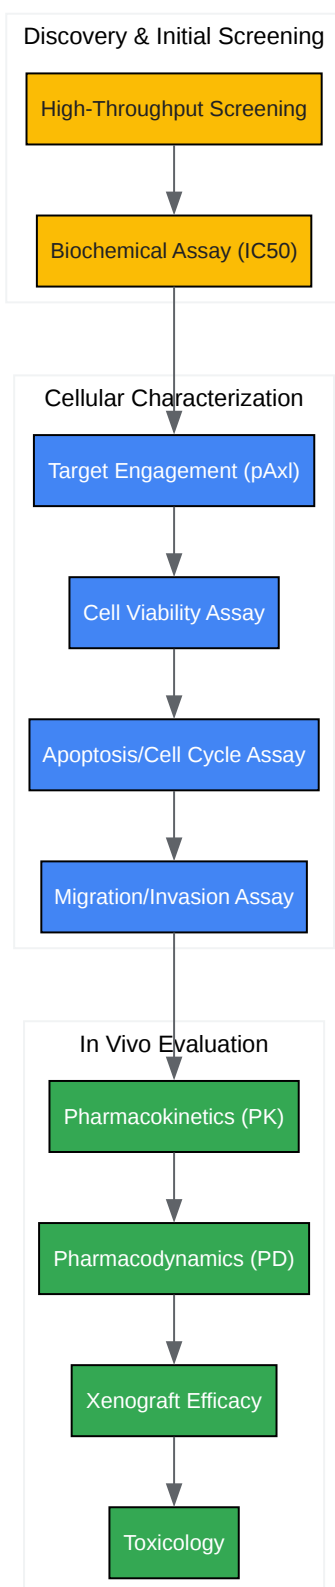 Discovery & Initial Screening
High-Throughput Screening
Biochemical Assay (IC50)
Cellular Characterization
Target Engagement (pAxl)
Cell Viability Assay
Apoptosis/Cell Cycle Assay
Migration/Invasion Assay
In Vivo Evaluation
Pharmacokinetics (PK)
Pharmacodynamics (PD)
Xenograft Efficacy
Toxicology